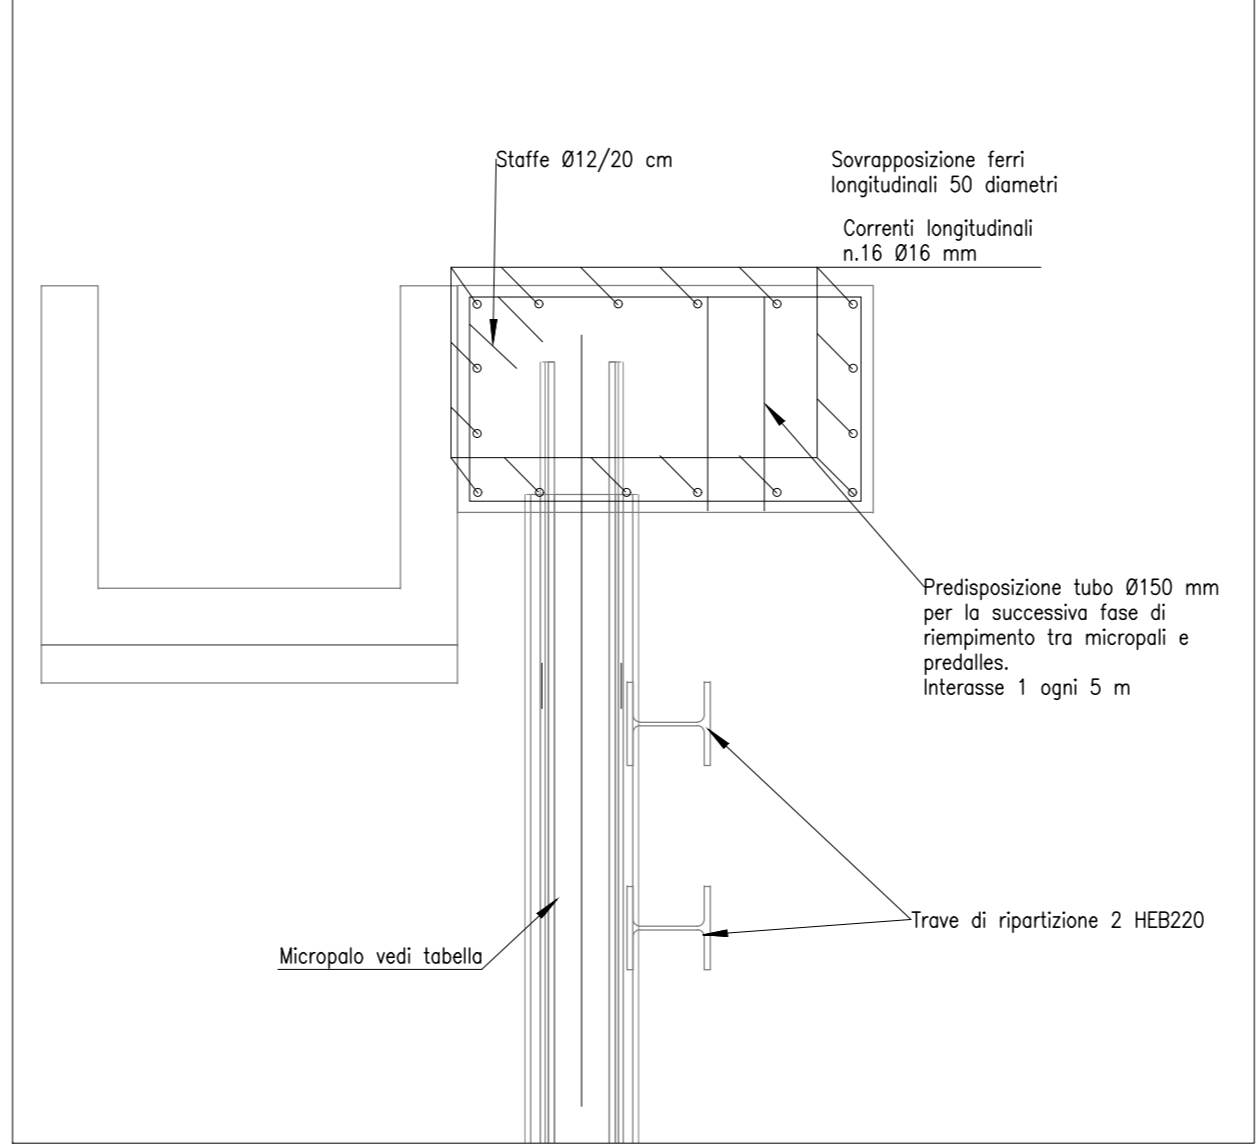 Staffe Ø12/20 cm
Sovrapposizione ferri
longitudinali 50 diametri
Correnti longitudinali
n.16 Ø16 mm
Predisposizione tubo Ø150 mm
per la successiva fase di
riempimento tra micropali e
predalles.
Interasse 1 ogni 5 m
Trave di ripartizione 2 HEB220
Micropalo vedi tabella